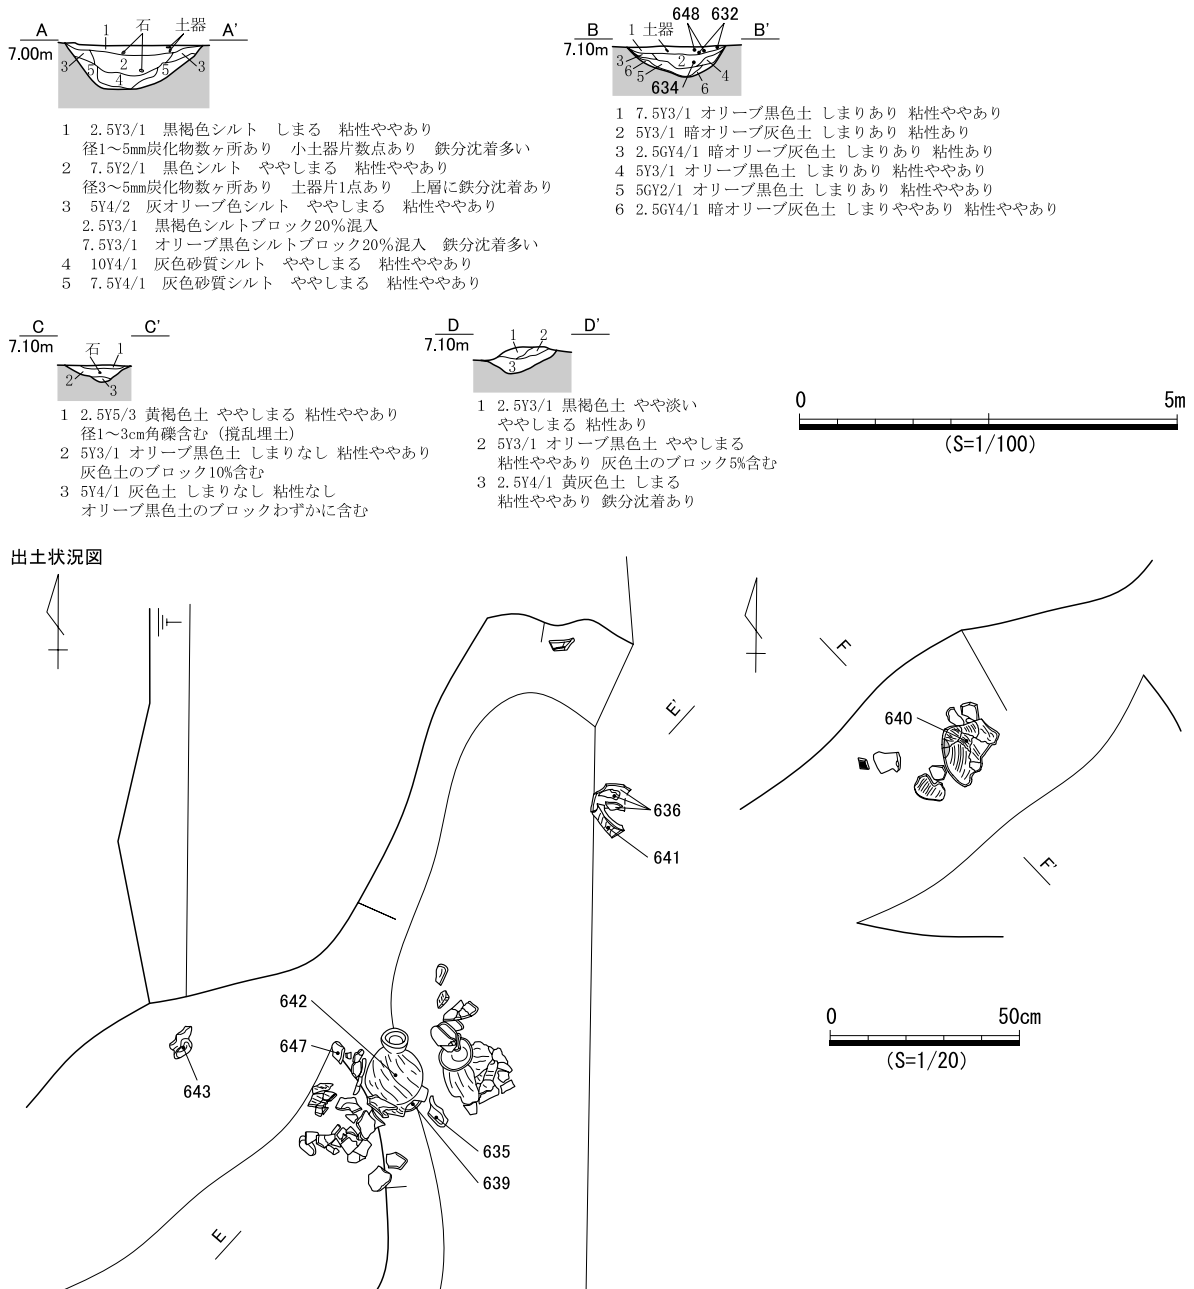 A 1 石 土器 A'
7.00m
3 5 2 5 3
4
1 2.5Y3/1 黒褐色シルト しまる 粘性ややあり
径1～5mm炭化物数ヶ所あり 小土器片数点あり 鉄分沈着多い
2 7.5Y2/1 黒色シルト ややしまる 粘性ややあり
径3～5mm炭化物数ヶ所あり 土器片1点あり 上層に鉄分沈着あり
3 5Y4/2 灰オリーブ色シルト ややしまる 粘性ややあり
2.5Y3/1 黒褐色シルトブロック20%混入
7.5Y3/1 オリーブ黒色シルトブロック20%混入 鉄分沈着多い
4 10Y4/1 灰色砂質シルト ややしまる 粘性ややあり
5 7.5Y4/1 灰色砂質シルト ややしまる 粘性ややあり
B 1 土器 648 632 B'
7.10m
3 2
6 5 4
634 6
1 7.5Y3/1 オリーブ黒色土 しまりあり 粘性ややあり
2 5Y3/1 暗オリーブ灰色土 しまりあり 粘性あり
3 2.5GY4/1 暗オリーブ灰色土 しまりあり 粘性あり
4 5Y3/1 オリーブ黒色土 しまりあり 粘性ややあり
5 5GY2/1 オリーブ黒色土 しまりあり 粘性ややあり
6 2.5GY4/1 暗オリーブ灰色土 しまりややあり 粘性ややあり
C C'
7.10m 石 1
2 3
1 2.5Y5/3 黄褐色土 ややしまる 粘性ややあり
径1～3cm角礫含む（撹乱埋土）
2 5Y3/1 オリーブ黒色土 しまりなし 粘性ややあり
灰色土のブロック10%含む
3 5Y4/1 灰色土 しまりなし 粘性なし
オリーブ黒色土のブロックわずかに含む
D D'
7.10m 1 2
3
1 2.5Y3/1 黒褐色土 やや淡い
ややしまる 粘性あり
2 5Y3/1 オリーブ黒色土 ややしまる
粘性ややあり 灰色土のブロック5%含む
3 2.5Y4/1 黄灰色土 しまる
粘性ややあり 鉄分沈着あり
0 5m
(S=1/100)
出土状況図
E'
636
641
642
647
643
635
639
E
F
640
F'
0 50cm
(S=1/20)